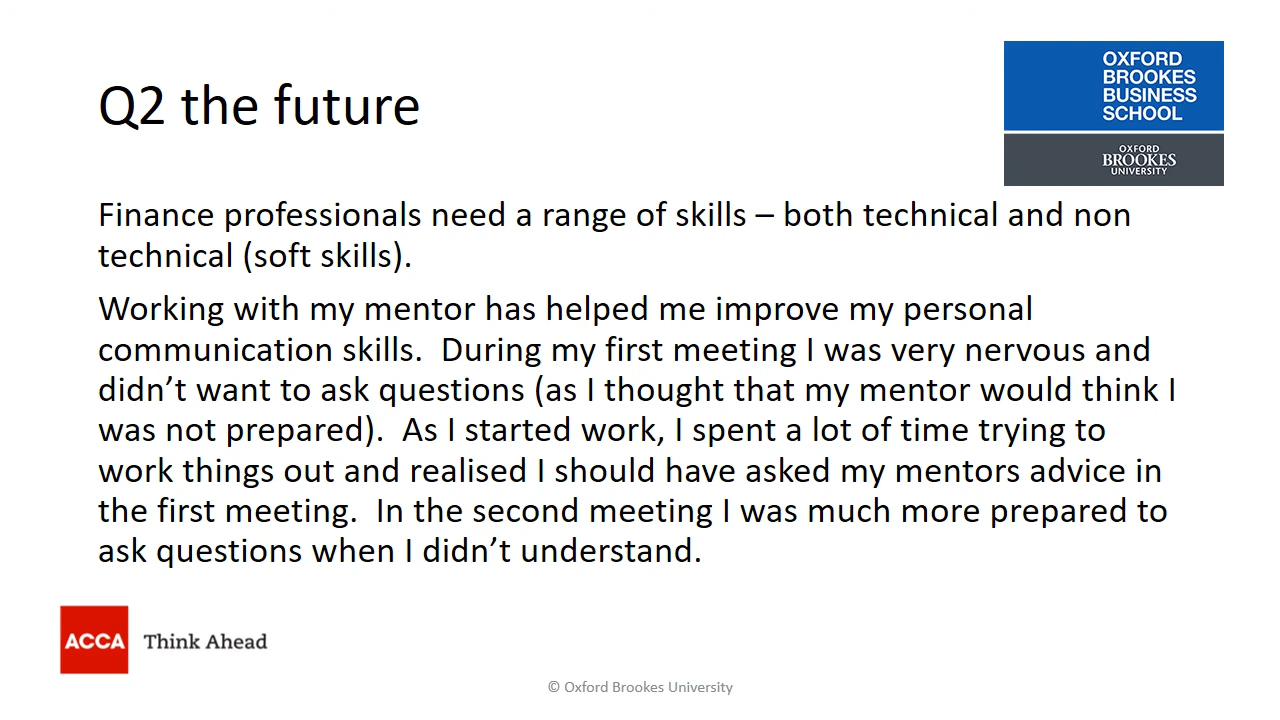 Q2 the future
OXFORD
BROOKES
BUSINESS
SCHOOL
OXFORD
BROOKES
UNIVERSITY
Finance professionals need a range of skills – both technical and non
technical (soft skills).
Working with my mentor has helped me improve my personal
communication skills.  During my first meeting I was very nervous and
didn’t want to ask questions (as I thought that my mentor would think I
was not prepared).  As I started work, I spent a lot of time trying to
work things out and realised I should have asked my mentors advice in
the first meeting.  In the second meeting I was much more prepared to
ask questions when I didn’t understand.
ACCA Think Ahead
© Oxford Brookes University